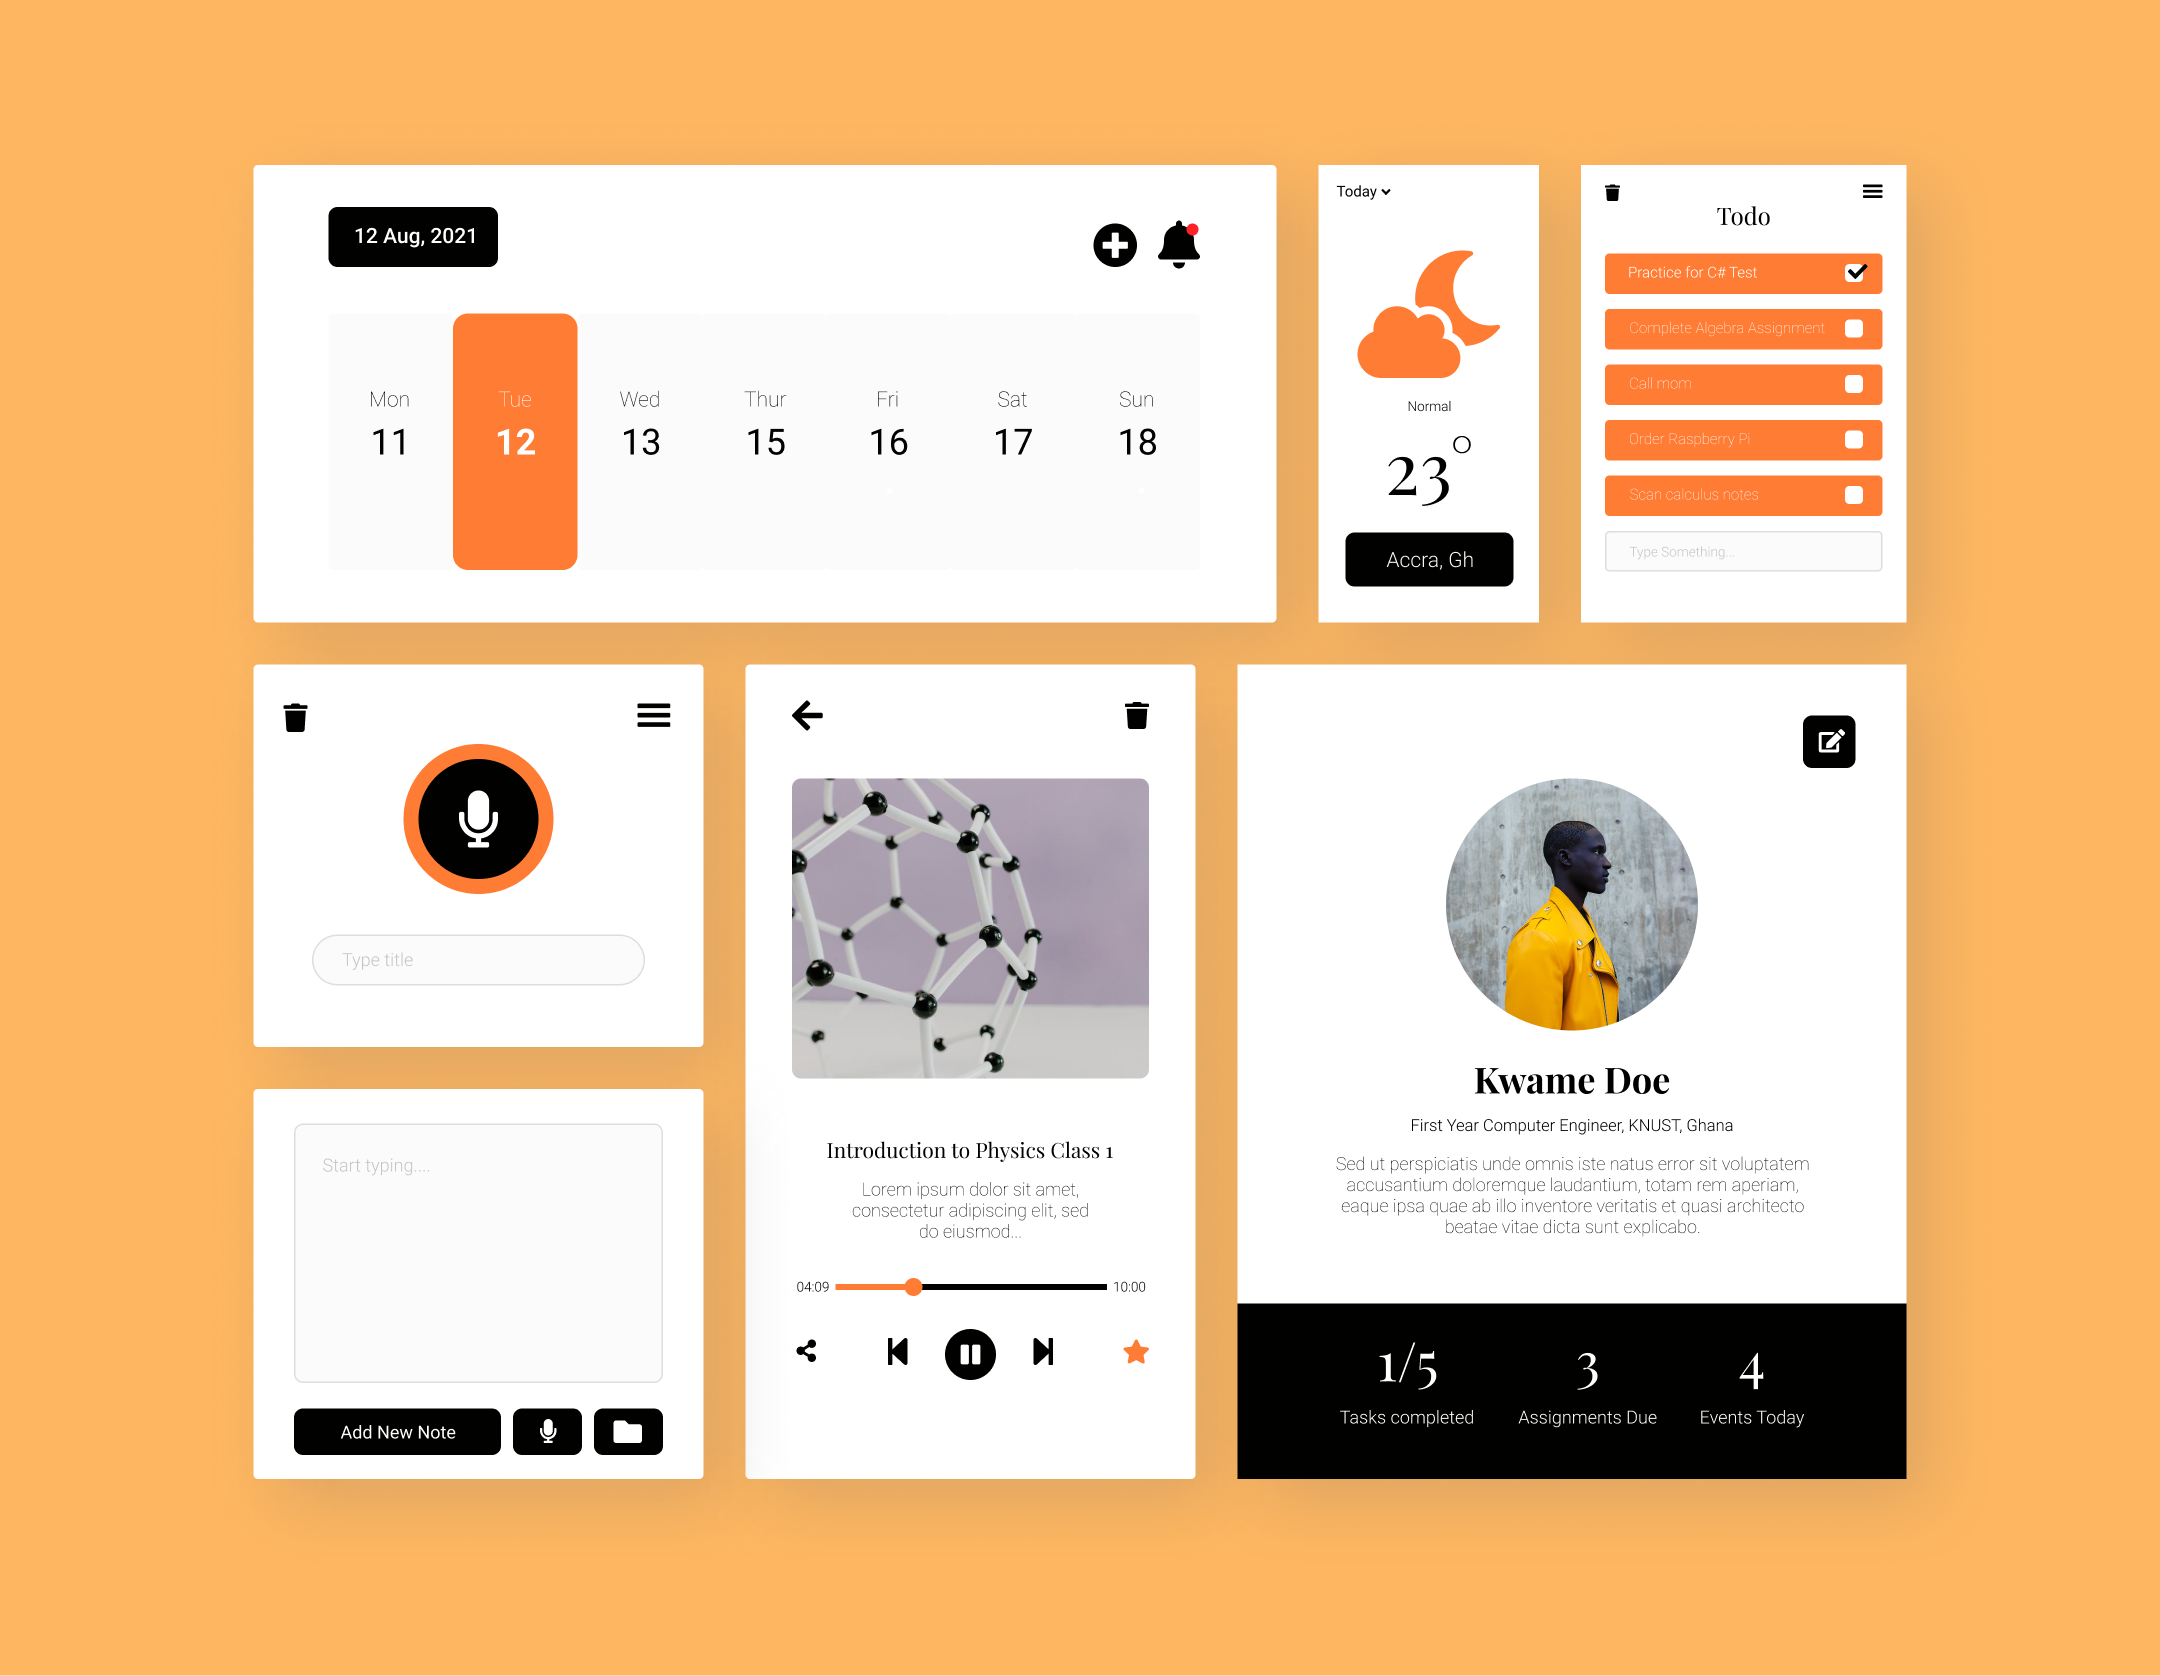 12 Aug, 2021
Mon
11
Tue
12
Wed
13
Thur
15
Fri
16
Sat
17
Sun
18
Today
Normal
23°
Accra, Gh
Todo
Practice for C# Test
Complete Algebra Assignment
Call mom
Order Raspberry Pi
Scan calculus notes
Type Something...
Type title
Start typing....
Add New Note
Introduction to Physics Class 1
Lorem ipsum dolor sit amet,
consectetur adipiscing elit, sed
do eiusmod...
04:09
10:00
Kwame Doe
First Year Computer Engineer, KNUST, Ghana
Sed ut perspiciatis unde omnis iste natus error sit voluptatem
accusantium doloremque laudantium, totam rem aperiam,
eaque ipsa quae ab illo inventore veritatis et quasi architecto
beatae vitae dicta sunt explicabo.
1/5
Tasks completed
3
Assignments Due
4
Events Today